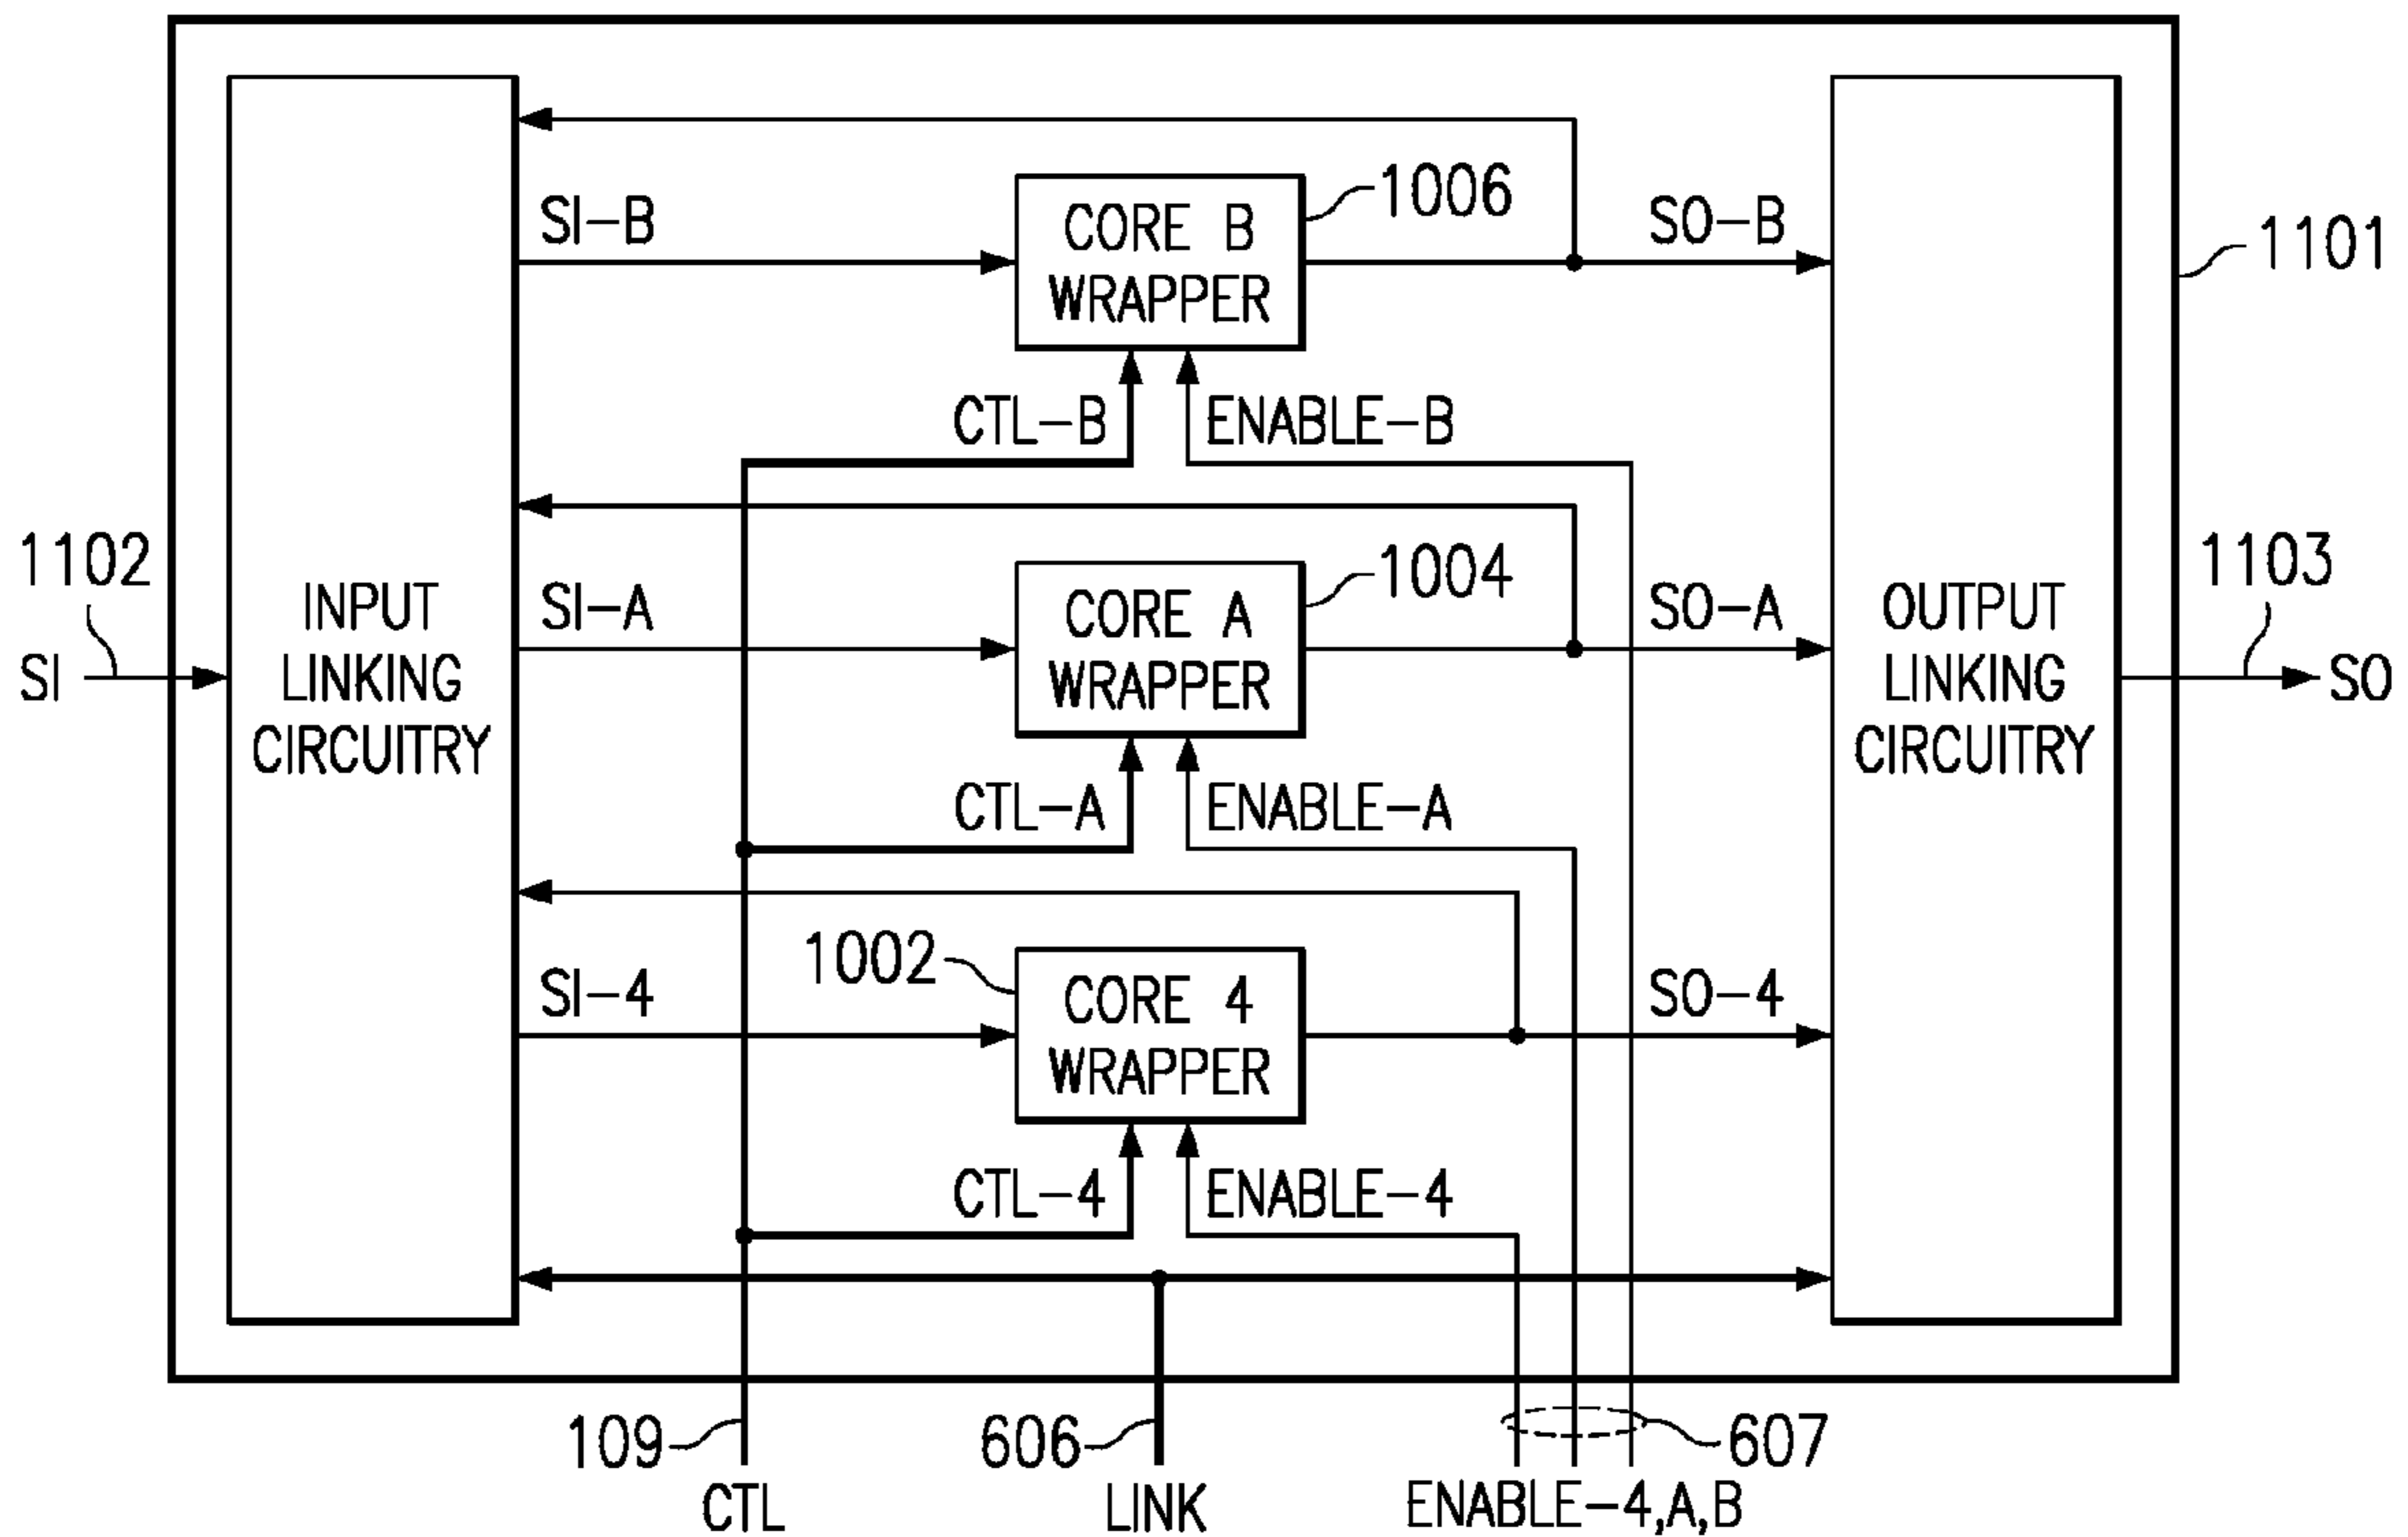 1006
SI-B
CORE B
WRAPPER
SO-B
1101
CTL-B
ENABLE-B
1102
1004
1103
SI
INPUT
LINKING
CIRCUITRY
SI-A
CORE A
WRAPPER
SO-A
OUTPUT
LINKING
CIRCUITRY
SO
CTL-A
ENABLE-A
1002
SI-4
CORE 4
WRAPPER
SO-4
CTL-4
ENABLE-4
109
606
607
CTL
LINK
ENABLE-4,A,B